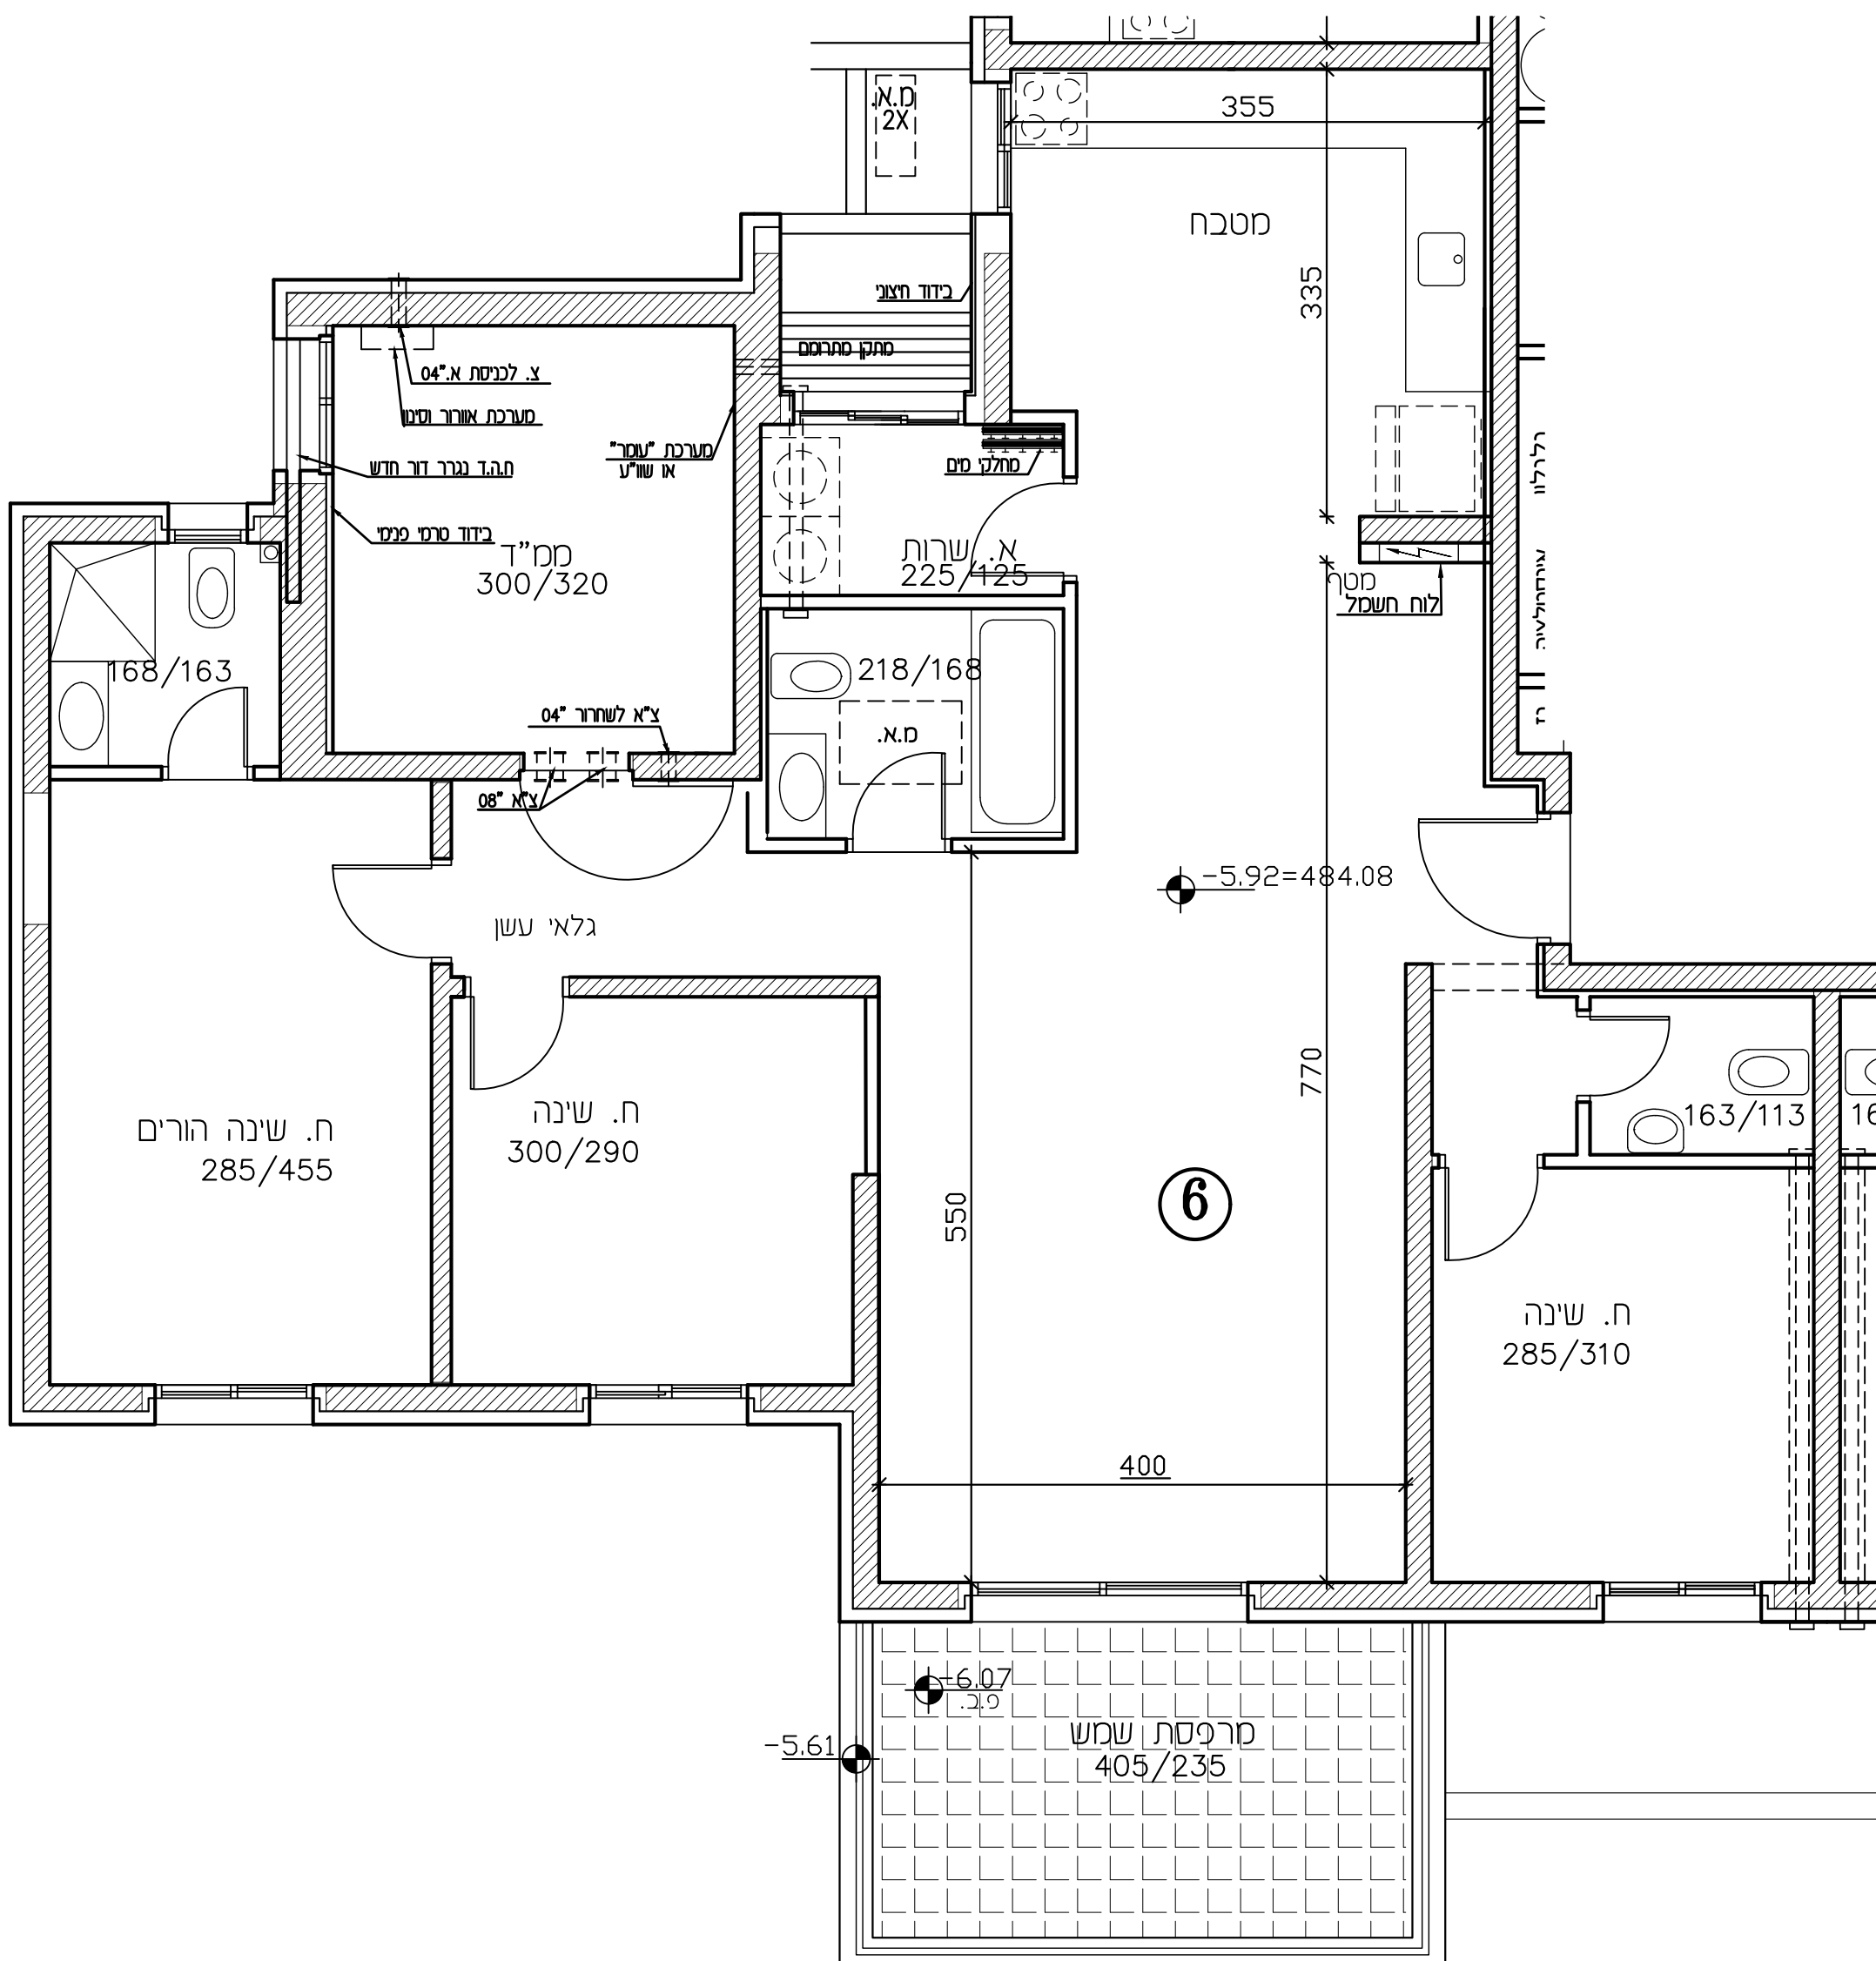 מ.א.
2X
355
מטבח
335
בידוד חיצוני
מתקן מתרומם
צ. לכניסת א."04
מערכת אוורור וסינון
ח.ה.ד נגרר דור חדש
בידוד טרמי פנימי
מערכת "עומר"
או שוו"ע
מחלקי מים
ממ"ד
300/320
א. שרות
225/125
מטף
לוח חשמל
168/163
218/168
מ.א.
צ"א לשחרור "04
צ"א "08
-5.92=484.08
גלאי עשן
770
ח. שינה הורים
285/455
ח. שינה
300/290
163/113
16
550
6
ח. שינה
285/310
400
-6.07
פ.ב.
-5.61
מרפסת שמש
405/235